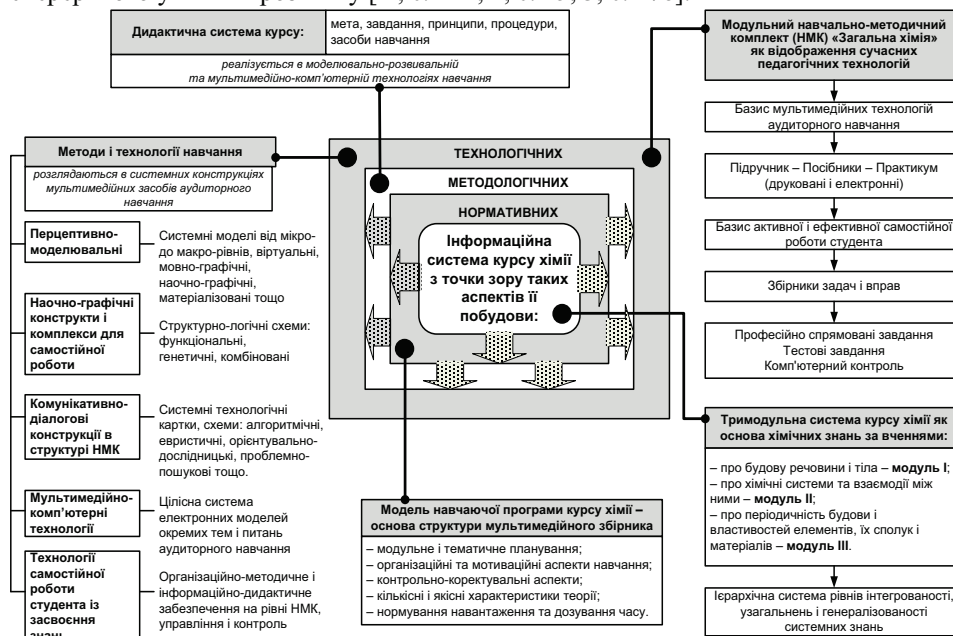 Дидактична система курсу:
мета, завдання, принципи, процедури,
засоби навчання
реалізується в моделювально-розвивальній
та мультимедійно-комп'ютерній технологіях навчання
Модульний навчально-методичний
комплект (НМК) «Загальна хімія»
як відображення сучасних
педагогічних технологій
Базис мультимедійних технологій
аудиторного навчання
Підручник – Посібники – Практикум
(друковані і електронні)
Базис активної і ефективної самостійної
роботи студента
Збірники задач і вправ
Професійно спрямовані завдання
Тестові завдання
Комп'ютерний контроль
Методи і технології навчання
розглядаються в системних конструкціях
мультимедійних засобів аудиторного
навчання
Перцептивно-
моделювальні
Системні моделі від мікро-
до макро-рівнів, віртуальні,
мовно-графічні,
наочно-графічні,
матеріалізовані тощо
Наочно-графічні
конструкти і
комплекси для
самостійної
роботи
Структурно-логічні схеми:
функціональні,
генетичні, комбіновані
Комунікативно-
діалогові
конструкції в
структурі НМК
Системні технологічні
картки, схеми: алгоритмічні,
евристичні, орієнтувально-
дослідницькі, проблемно-
пошукові тощо.
Мультимедійно-
комп'ютерні
технології
Цілісна система
електронних моделей
окремих тем і питань
аудиторного навчання
Технології
самостійної
роботи
студента із
засвоєння
знань
Організаційно-методичне і
інформаційно-дидактичне
забезпечення на рівні НМК,
управління і контроль
ТЕХНОЛОГІЧНИХ
МЕТОДОЛОГІЧНИХ
НОРМАТИВНИХ
Інформаційна
система курсу хімії
з точки зору таких
аспектів її
побудови:
Модель навчаючої програми курсу хімії –
основа структури мультимедійного збірника
– модульне і тематичне планування;
– організаційні та мотиваційні аспекти навчання;
– контрольно-коректувальні аспекти;
– кількісні і якісні характеристики теорії;
– нормування навантаження та дозування часу.
Тримодульна система курсу хімії як
основа хімічних знань за вченнями:
– про будову речовини і тіла – модуль І;
– про хімічні системи та взаємодії між
ними – модуль ІІ;
– про періодичність будови і
властивостей елементів, їх сполук і
матеріалів – модуль ІІІ.
Ієрархічна система рівнів інтегрованості,
узагальнень і генералізованості
системних знань